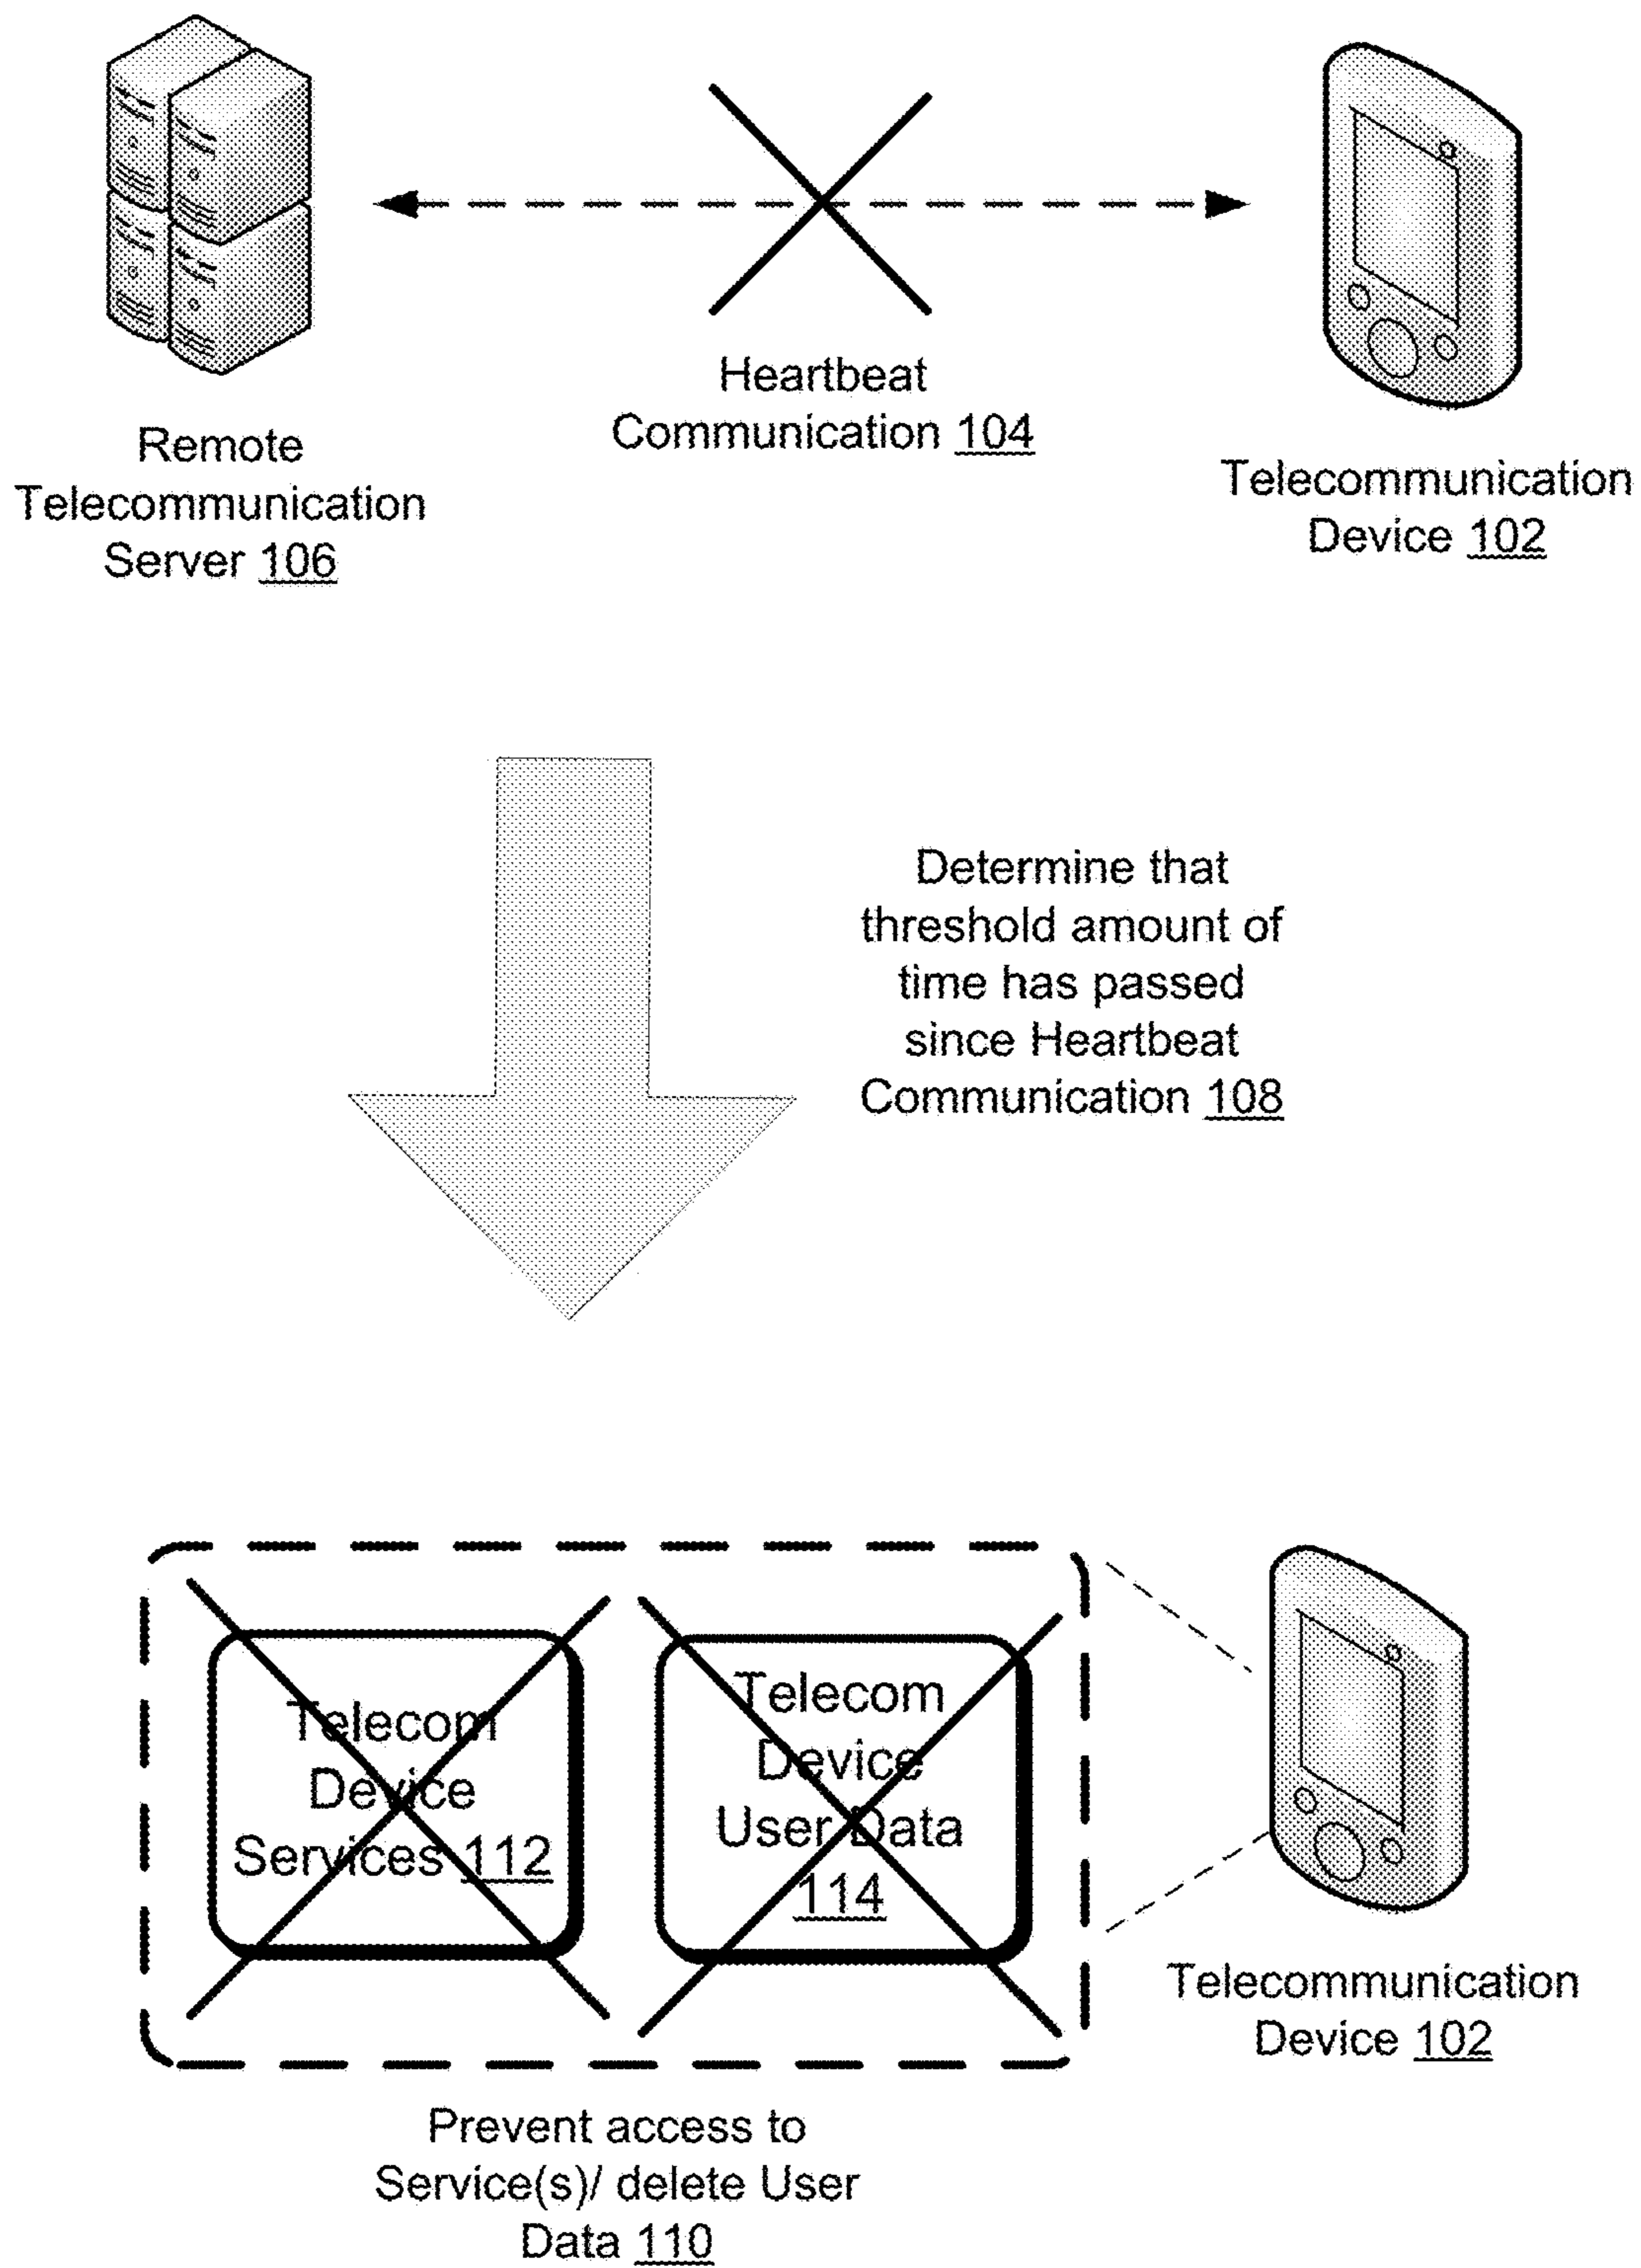 Heartbeat
Communication 104
Remote
Telecommunication
Server 106
Telecommunication
Device 102
Determine that
threshold amount of
time has passed
since Heartbeat
Communication 108
Telecom
Device
Services 112
Telecom
Device
User Data
114
Telecommunication
Device 102
Prevent access to
Service(s)/ delete User
Data 110